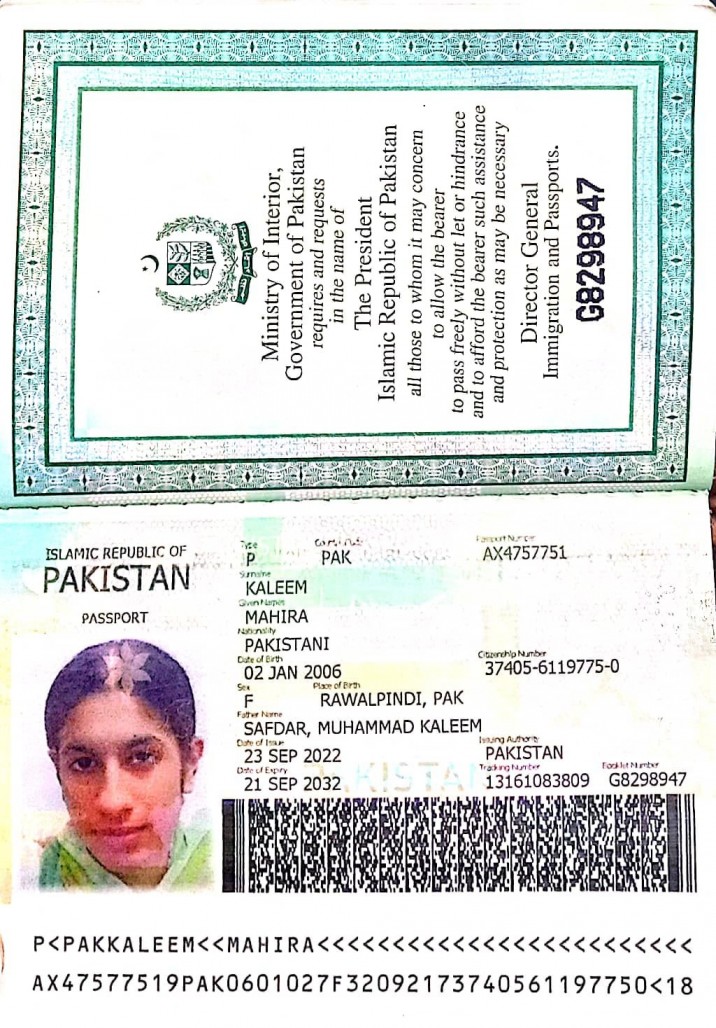 Ministry of Interior,
Government of Pakistan
requires and requests
in the name of
The President
Islamic Republic of Pakistan
all those to whom it may concern
to allow the bearer
to pass freely without let or hindrance
and to afford the bearer such assistance
and protection as may be necessary
Director General
Immigration and Passports.
G8298947
ISLAMIC REPUBLIC OF
PAKISTAN
PASSPORT
Type Passport Number
P PAK AX4757751
Surname
KALEEM
Given Names
MAHIRA
Nationality
PAKISTANI
Date of Birth Citizenship Number
02 JAN 2006 37405-6119775-0
Sex Place of Birth
F RAWALPINDI, PAK
Father Name
SAFDAR, MUHAMMAD KALEEM
Date of Issue Issuing Authority
23 SEP 2022 PAKISTAN
Date of Expiry Tracking Number Booklet Number
21 SEP 2032 13161083809 G8298947
P<PAKKALEEM<<MAHIRA<<<<<<<<<<<<<<<<<<<<<<<<<
AX47577519PAK0601027F32092173740561197750<18